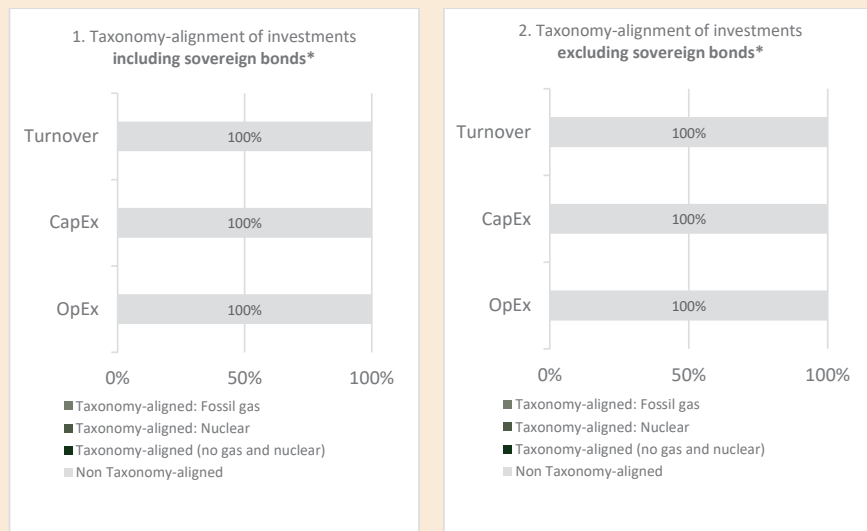 1. Taxonomy-alignment of investments
including sovereign bonds*
Turnover
100%
CapEx
100%
OpEx
100%
0%
50%
100%
Taxonomy-aligned: Fossil gas
Taxonomy-aligned: Nuclear
Taxonomy-aligned (no gas and nuclear)
Non Taxonomy-aligned
2. Taxonomy-alignment of investments
excluding sovereign bonds*
Turnover
100%
CapEx
100%
OpEx
100%
0%
50%
100%
Taxonomy-aligned: Fossil gas
Taxonomy-aligned: Nuclear
Taxonomy-aligned (no gas and nuclear)
Non Taxonomy-aligned